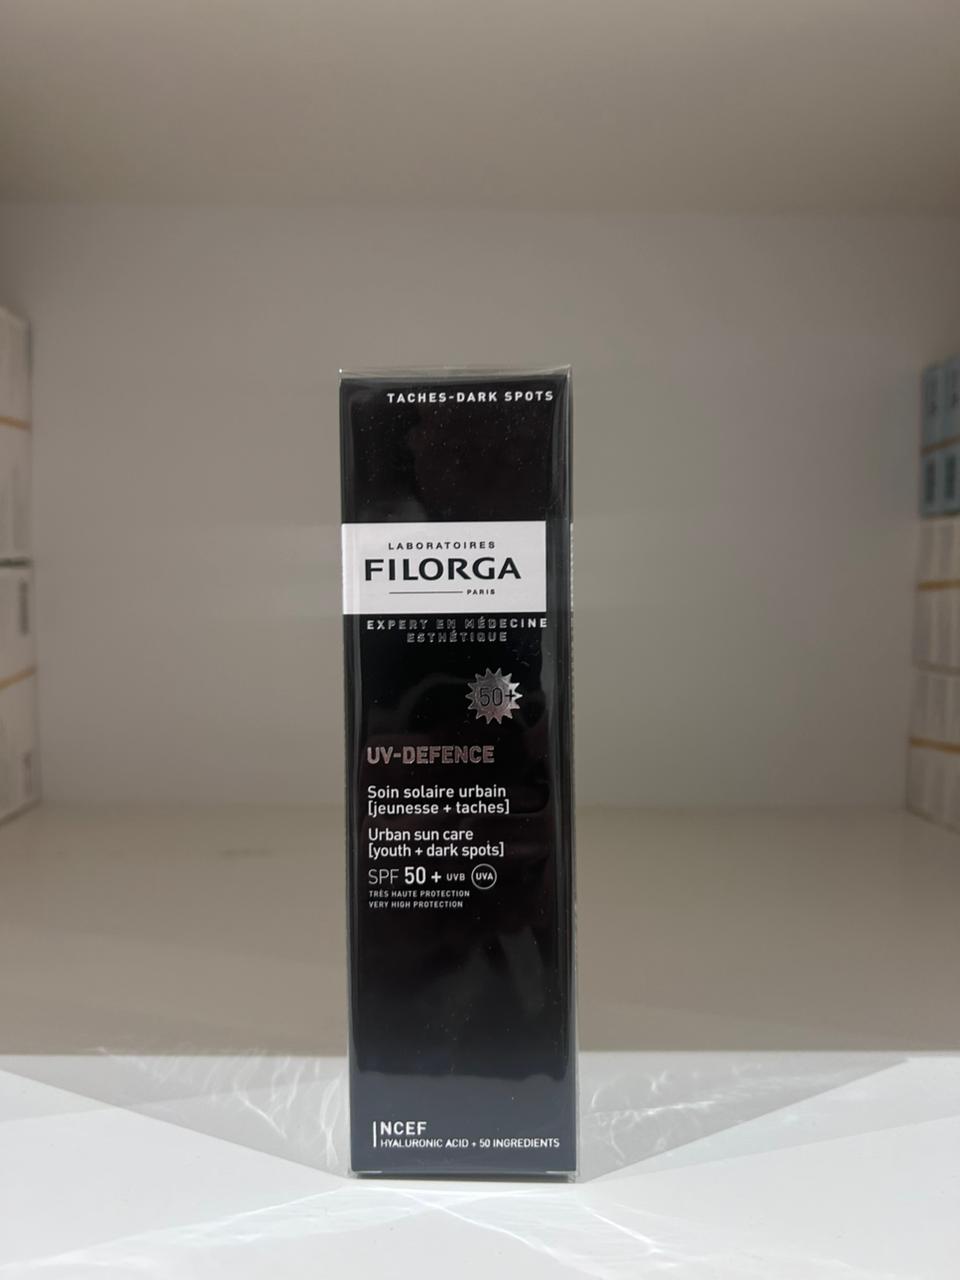 TACHES-DARK SPOTS
LABORATOIRES
FILORGA
PARIS
EXPERT EN MÉDECINE
ESTHÉTIQUE
50+
UV-DEFENCE
Soin solaire urbain
[jeunesse + taches]
Urban sun care
[youth + dark spots]
SPF 50 + UVB UVA
TRÈS HAUTE PROTECTION
VERY HIGH PROTECTION
NCEF
HYALURONIC ACID + 50 INGREDIENTS